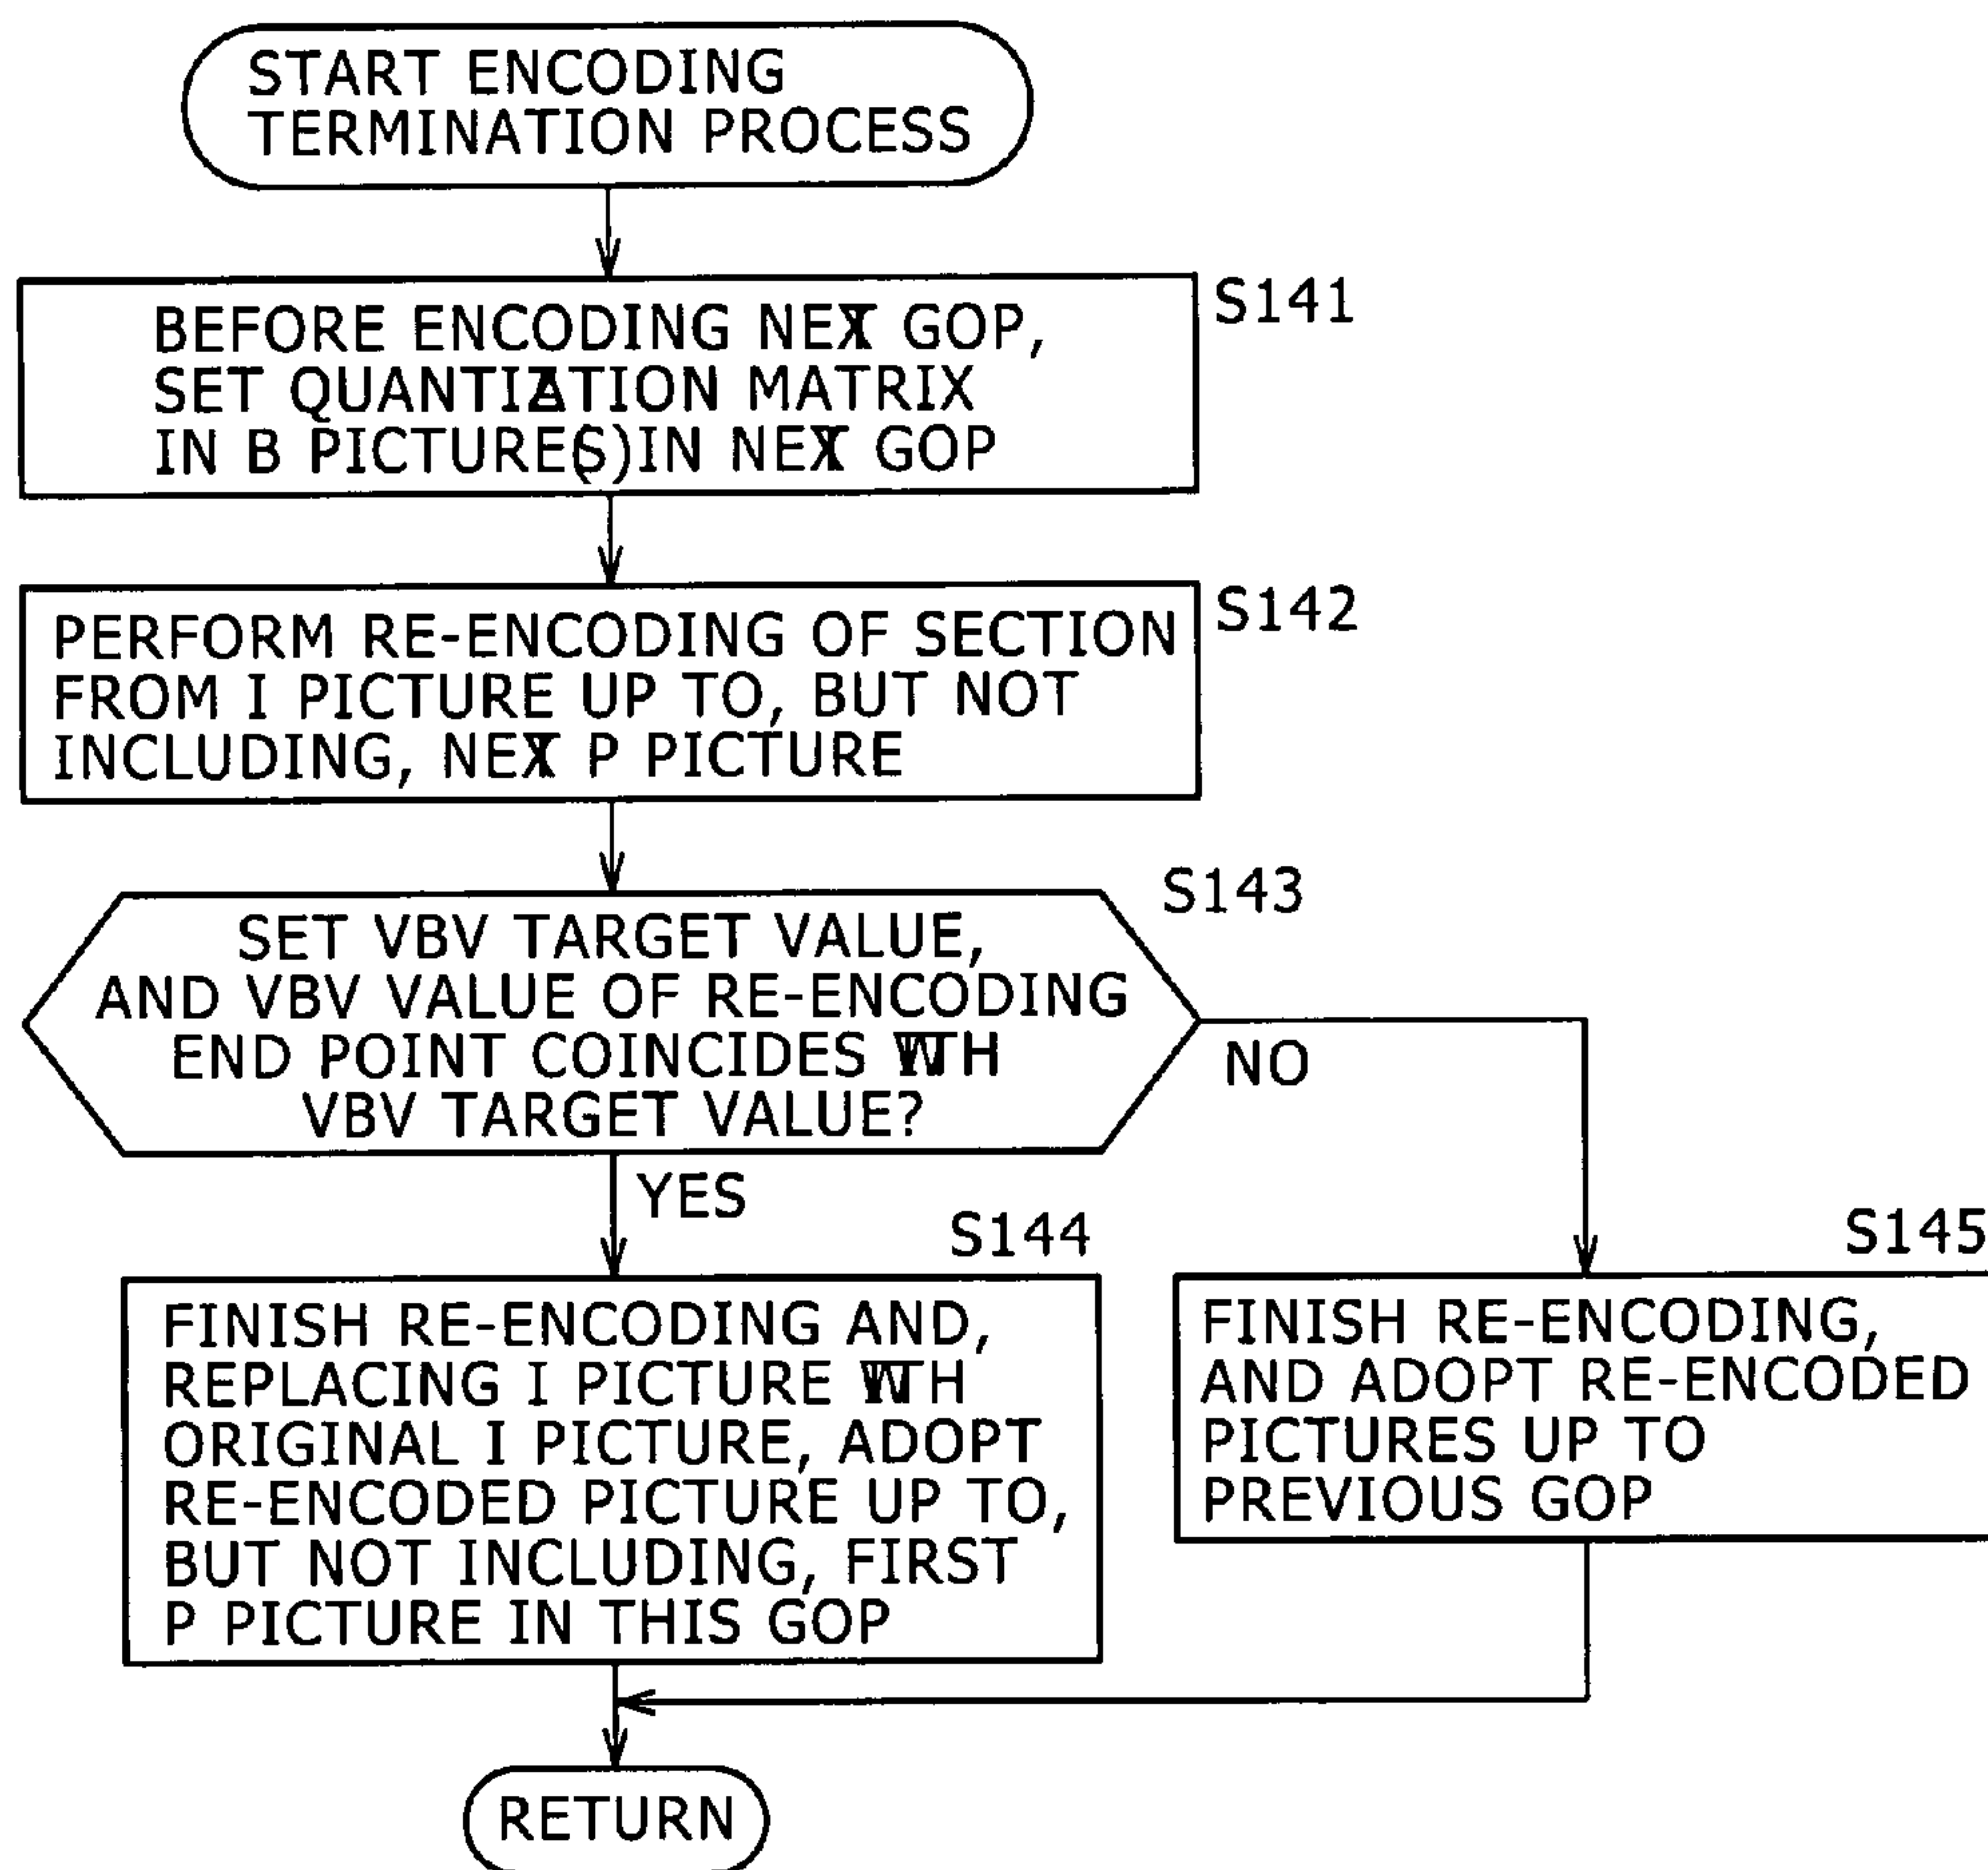 START ENCODING
TERMINATION PROCESS
BEFORE ENCODING NEXT GOP,
SET QUANTIZATION MATRIX
IN B PICTURE(S)IN NEXT GOP
S141
PERFORM RE-ENCODING OF SECTION
FROM I PICTURE UP TO, BUT NOT
INCLUDING, NEXT P PICTURE
S142
SET VBV TARGET VALUE,
AND VBV VALUE OF RE-ENCODING
END POINT COINCIDES WITH
VBV TARGET VALUE?
S143
NO
YES
S144
FINISH RE-ENCODING AND,
REPLACING I PICTURE WITH
ORIGINAL I PICTURE, ADOPT
RE-ENCODED PICTURE UP TO,
BUT NOT INCLUDING, FIRST
P PICTURE IN THIS GOP
S145
FINISH RE-ENCODING,
AND ADOPT RE-ENCODED
PICTURES UP TO
PREVIOUS GOP
RETURN